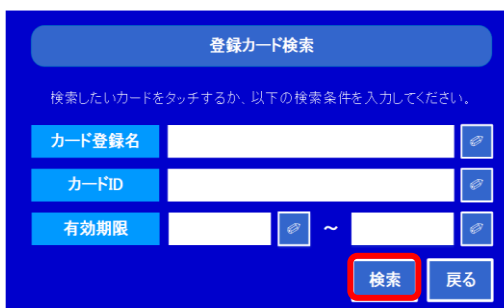 登録カード検索
検索したいカードをタッチするか、以下の検索条件を入力してください。
カード登録名
カードID
有効期限 ～
検索 戻る